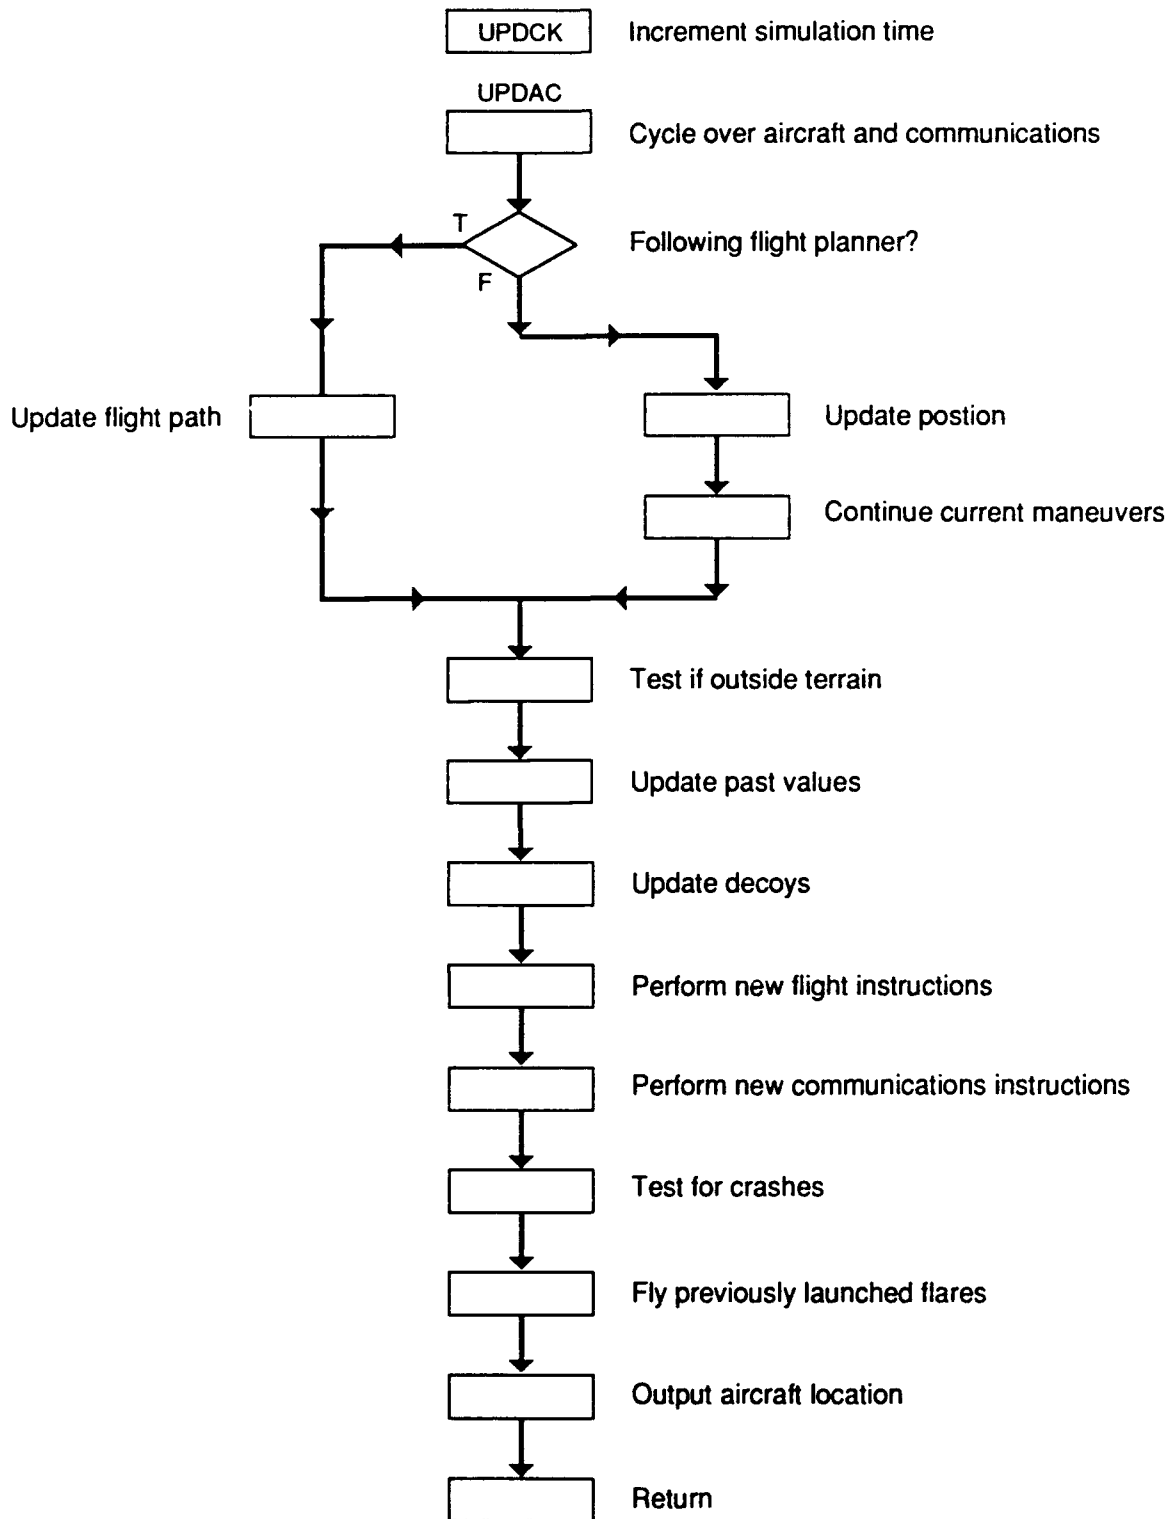 UPDCK Increment simulation time
UPDAC
Cycle over aircraft and communications
T
Following flight planner?
F
Update flight path
Update postion
Continue current maneuvers
Test if outside terrain
Update past values
Update decoys
Perform new flight instructions
Perform new communications instructions
Test for crashes
Fly previously launched flares
Output aircraft location
Return